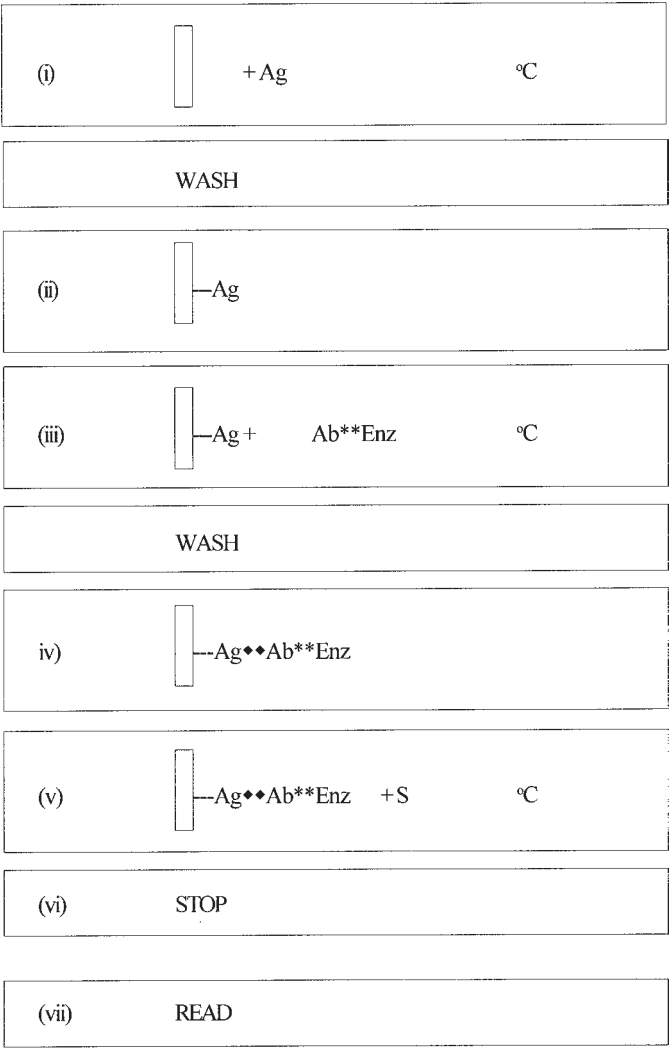 (i) + Ag °C
WASH
(ii) ---Ag
(iii) ---Ag + Ab**Enz °C
WASH
iv) ---Ag◆◆Ab**Enz
(v) ---Ag◆◆Ab**Enz + S °C
(vi) STOP
(vii) READ